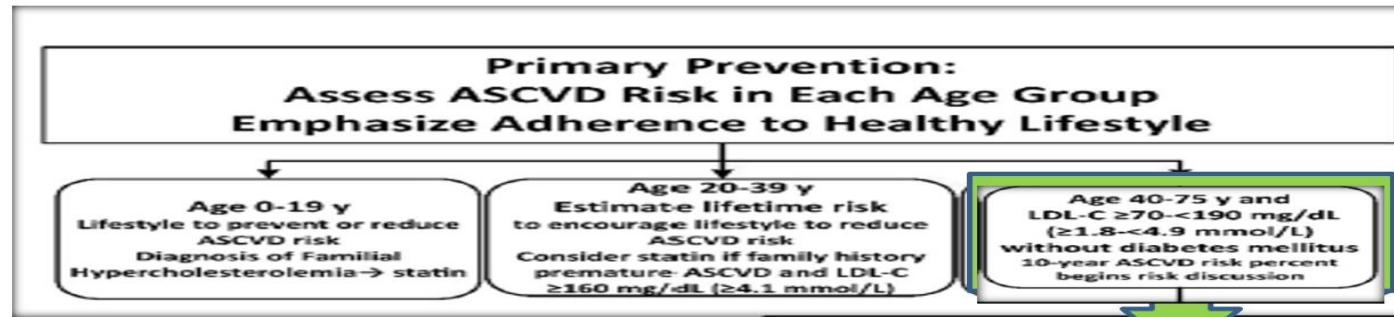 Primary Prevention:
Assess ASCVD Risk in Each Age Group
Emphasize Adherence to Healthy Lifestyle
Age 0-19 y
Lifestyle to prevent or reduce
ASCVD risk
Diagnosis of Familial
Hypercholesterolemia→ statin
Age 20-39 y
Estimate lifetime risk
to encourage lifestyle to reduce
ASCVD risk
Consider statin if family history
premature ASCVD and LDL-C
≥160 mg/dL (≥4.1 mmol/L)
Age 40-75 y and
LDL-C ≥70-<190 mg/dL
(≥1.8-<4.9 mmol/L)
without diabetes mellitus
10-year ASCVD risk percent
begins risk discussion